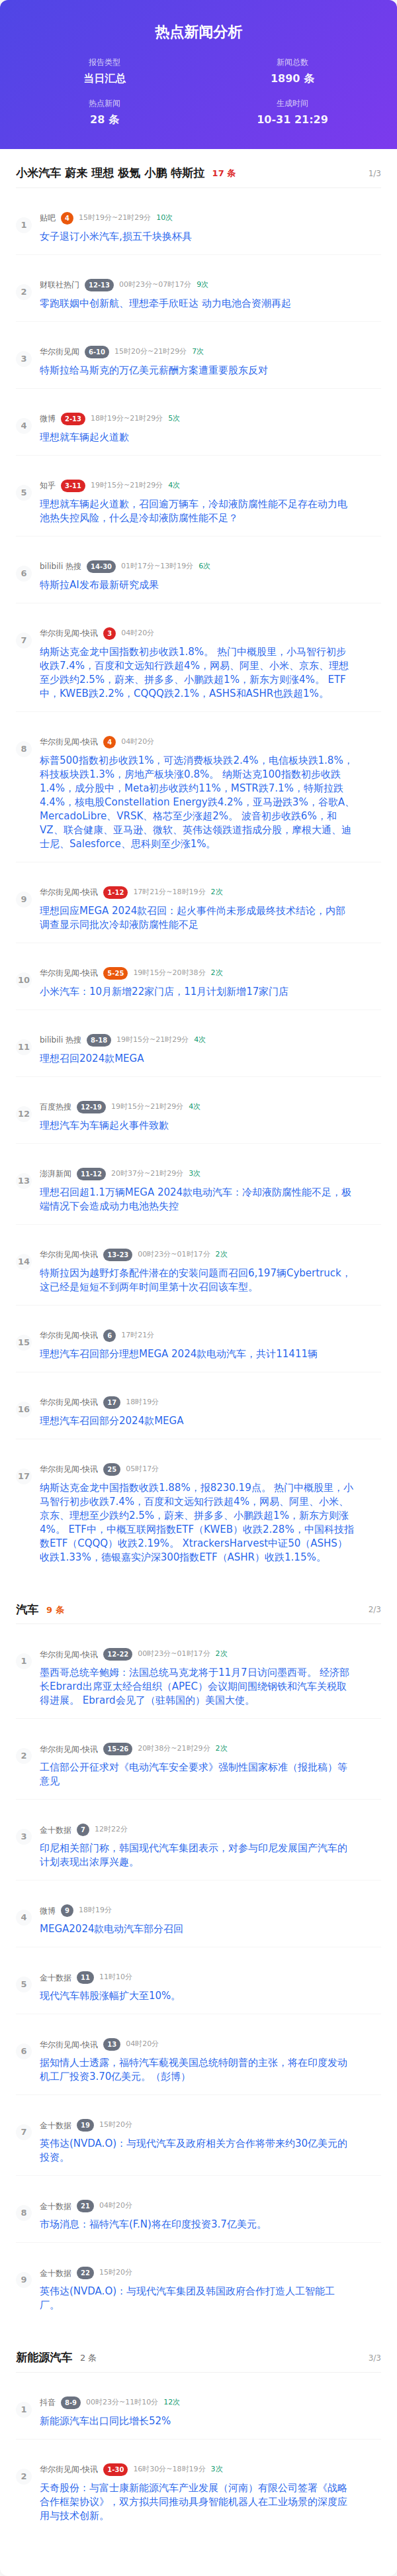 热点新闻分析
报告类型
新闻总数
当日汇总
1890 条
热点新闻
生成时间
28 条
10-31 21:29
小米汽车 蔚来 理想 极氪 小鹏 特斯拉 17 条 1/3
1
贴吧 4 15时19分~21时29分 10次
女子退订小米汽车,损五千块换杯具
2
财联社热门 12-13 00时23分~07时17分 9次
零跑联姻中创新航、理想牵手欣旺达 动力电池合资潮再起
3
华尔街见闻 6-10 15时20分~21时29分 7次
特斯拉给马斯克的万亿美元薪酬方案遭重要股东反对
4
微博 2-13 18时19分~21时29分 5次
理想就车辆起火道歉
5
知乎 3-11 19时15分~21时29分 4次
理想就车辆起火道歉，召回逾万辆车，冷却液防腐性能不足存在动力电
池热失控风险，什么是冷却液防腐性能不足？
6
bilibili 热搜 14-30 01时17分~13时19分 6次
特斯拉AI发布最新研究成果
7
华尔街见闻-快讯 3 04时20分
纳斯达克金龙中国指数初步收跌1.8%。 热门中概股里，小马智行初步
收跌7.4%，百度和文远知行跌超4%，网易、阿里、小米、京东、理想
至少跌约2.5%，蔚来、拼多多、小鹏跌超1%，新东方则涨4%。 ETF
中，KWEB跌2.2%，CQQQ跌2.1%，ASHS和ASHR也跌超1%。
8
华尔街见闻-快讯 4 04时20分
标普500指数初步收跌1%，可选消费板块跌2.4%，电信板块跌1.8%，
科技板块跌1.3%，房地产板块涨0.8%。 纳斯达克100指数初步收跌
1.4%，成分股中，Meta初步收跌约11%，MSTR跌7.1%，特斯拉跌
4.4%，核电股Constellation Energy跌4.2%，亚马逊跌3%，谷歌A、
MercadoLibre、VRSK、格芯至少涨超2%。 波音初步收跌6%，和
VZ、联合健康、亚马逊、微软、英伟达领跌道指成分股，摩根大通、迪
士尼、Salesforce、思科则至少涨1%。
9
华尔街见闻-快讯 1-12 17时21分~18时19分 2次
理想回应MEGA 2024款召回：起火事件尚未形成最终技术结论，内部
调查显示同批次冷却液防腐性能不足
10
华尔街见闻-快讯 5-25 19时15分~20时38分 2次
小米汽车：10月新增22家门店，11月计划新增17家门店
11
bilibili 热搜 8-18 19时15分~21时29分 4次
理想召回2024款MEGA
12
百度热搜 12-19 19时15分~21时29分 4次
理想汽车为车辆起火事件致歉
13
澎湃新闻 11-12 20时37分~21时29分 3次
理想召回超1.1万辆MEGA 2024款电动汽车：冷却液防腐性能不足，极
端情况下会造成动力电池热失控
14
华尔街见闻-快讯 13-23 00时23分~01时17分 2次
特斯拉因为越野灯条配件潜在的安装问题而召回6,197辆Cybertruck，
这已经是短短不到两年时间里第十次召回该车型。
15
华尔街见闻-快讯 6 17时21分
理想汽车召回部分理想MEGA 2024款电动汽车，共计11411辆
16
华尔街见闻-快讯 17 18时19分
理想汽车召回部分2024款MEGA
17
华尔街见闻-快讯 25 05时17分
纳斯达克金龙中国指数收跌1.88%，报8230.19点。 热门中概股里，小
马智行初步收跌7.4%，百度和文远知行跌超4%，网易、阿里、小米、
京东、理想至少跌约2.5%，蔚来、拼多多、小鹏跌超1%，新东方则涨
4%。 ETF中，中概互联网指数ETF（KWEB）收跌2.28%，中国科技指
数ETF（CQQQ）收跌2.19%。 XtrackersHarvest中证50（ASHS）
收跌1.33%，德银嘉实沪深300指数ETF（ASHR）收跌1.15%。
汽车 9 条 2/3
1
华尔街见闻-快讯 12-22 00时23分~01时17分 2次
墨西哥总统辛鲍姆：法国总统马克龙将于11月7日访问墨西哥。 经济部
长Ebrard出席亚太经合组织（APEC）会议期间围绕钢铁和汽车关税取
得进展。 Ebrard会见了（驻韩国的）美国大使。
2
华尔街见闻-快讯 15-26 20时38分~21时29分 2次
工信部公开征求对《电动汽车安全要求》强制性国家标准（报批稿）等
意见
3
金十数据 7 12时22分
印尼相关部门称，韩国现代汽车集团表示，对参与印尼发展国产汽车的
计划表现出浓厚兴趣。
4
微博 9 18时19分
MEGA2024款电动汽车部分召回
5
金十数据 11 11时10分
现代汽车韩股涨幅扩大至10%。
6
华尔街见闻-快讯 13 04时20分
据知情人士透露，福特汽车藐视美国总统特朗普的主张，将在印度发动
机工厂投资3.70亿美元。（彭博）
7
金十数据 19 15时20分
英伟达(NVDA.O)：与现代汽车及政府相关方合作将带来约30亿美元的
投资。
8
金十数据 21 04时20分
市场消息：福特汽车(F.N)将在印度投资3.7亿美元。
9
金十数据 22 15时20分
英伟达(NVDA.O)：与现代汽车集团及韩国政府合作打造人工智能工
厂。
新能源汽车 2 条 3/3
1
抖音 8-9 00时23分~11时10分 12次
新能源汽车出口同比增长52%
2
华尔街见闻-快讯 1-30 16时30分~18时19分 3次
天奇股份：与富士康新能源汽车产业发展（河南）有限公司签署《战略
合作框架协议》，双方拟共同推动具身智能机器人在工业场景的深度应
用与技术创新。